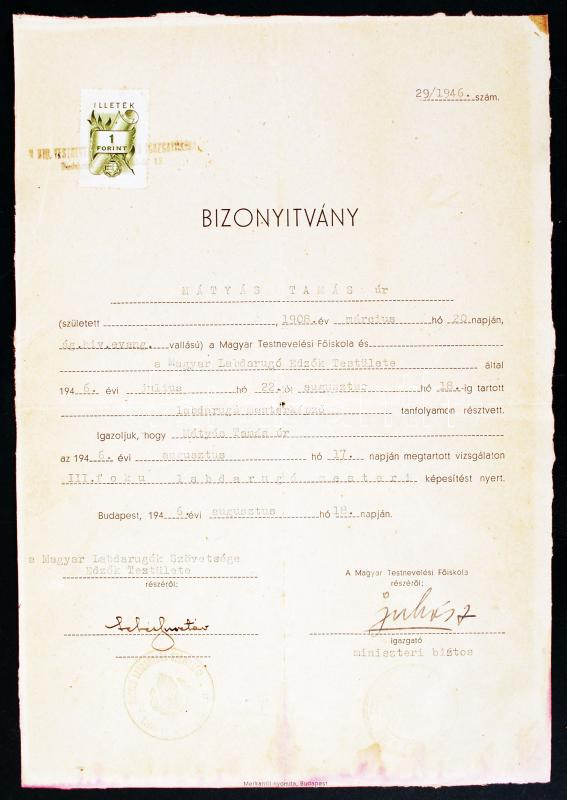 29/1946. szám.
ILLETÉK
1
FORINT
BIZONYITVÁNY
MÁTYÁS TAMÁS úr
(született , 1908. év március hó 20 napján,
ág.hiv.evang. vallású) a Magyar Testnevelési Főiskola és
a Magyar Labdarugó Edzők Testülete által
1946. évi julius hó 22.-től augusztus hó 18.-ig tartott
labdarugó tanfolyamon résztvett.
Igazoljuk, hogy Mátyás Tamás úr
az 1946. évi augusztus hó 17. napján megtartott vizsgálaton
III.foku labdarugó mesteri képesítést nyert.
Budapest, 1946. évi augusztus hó 18. napján.
a Magyar Labdarugók Szövetsége
Edzők Testülete
részéről:
A Magyar Testnevelési Főiskola
részéről:
Juhász
igazgató
miniszteri biztos
Merkantil-nyomda, Budapest